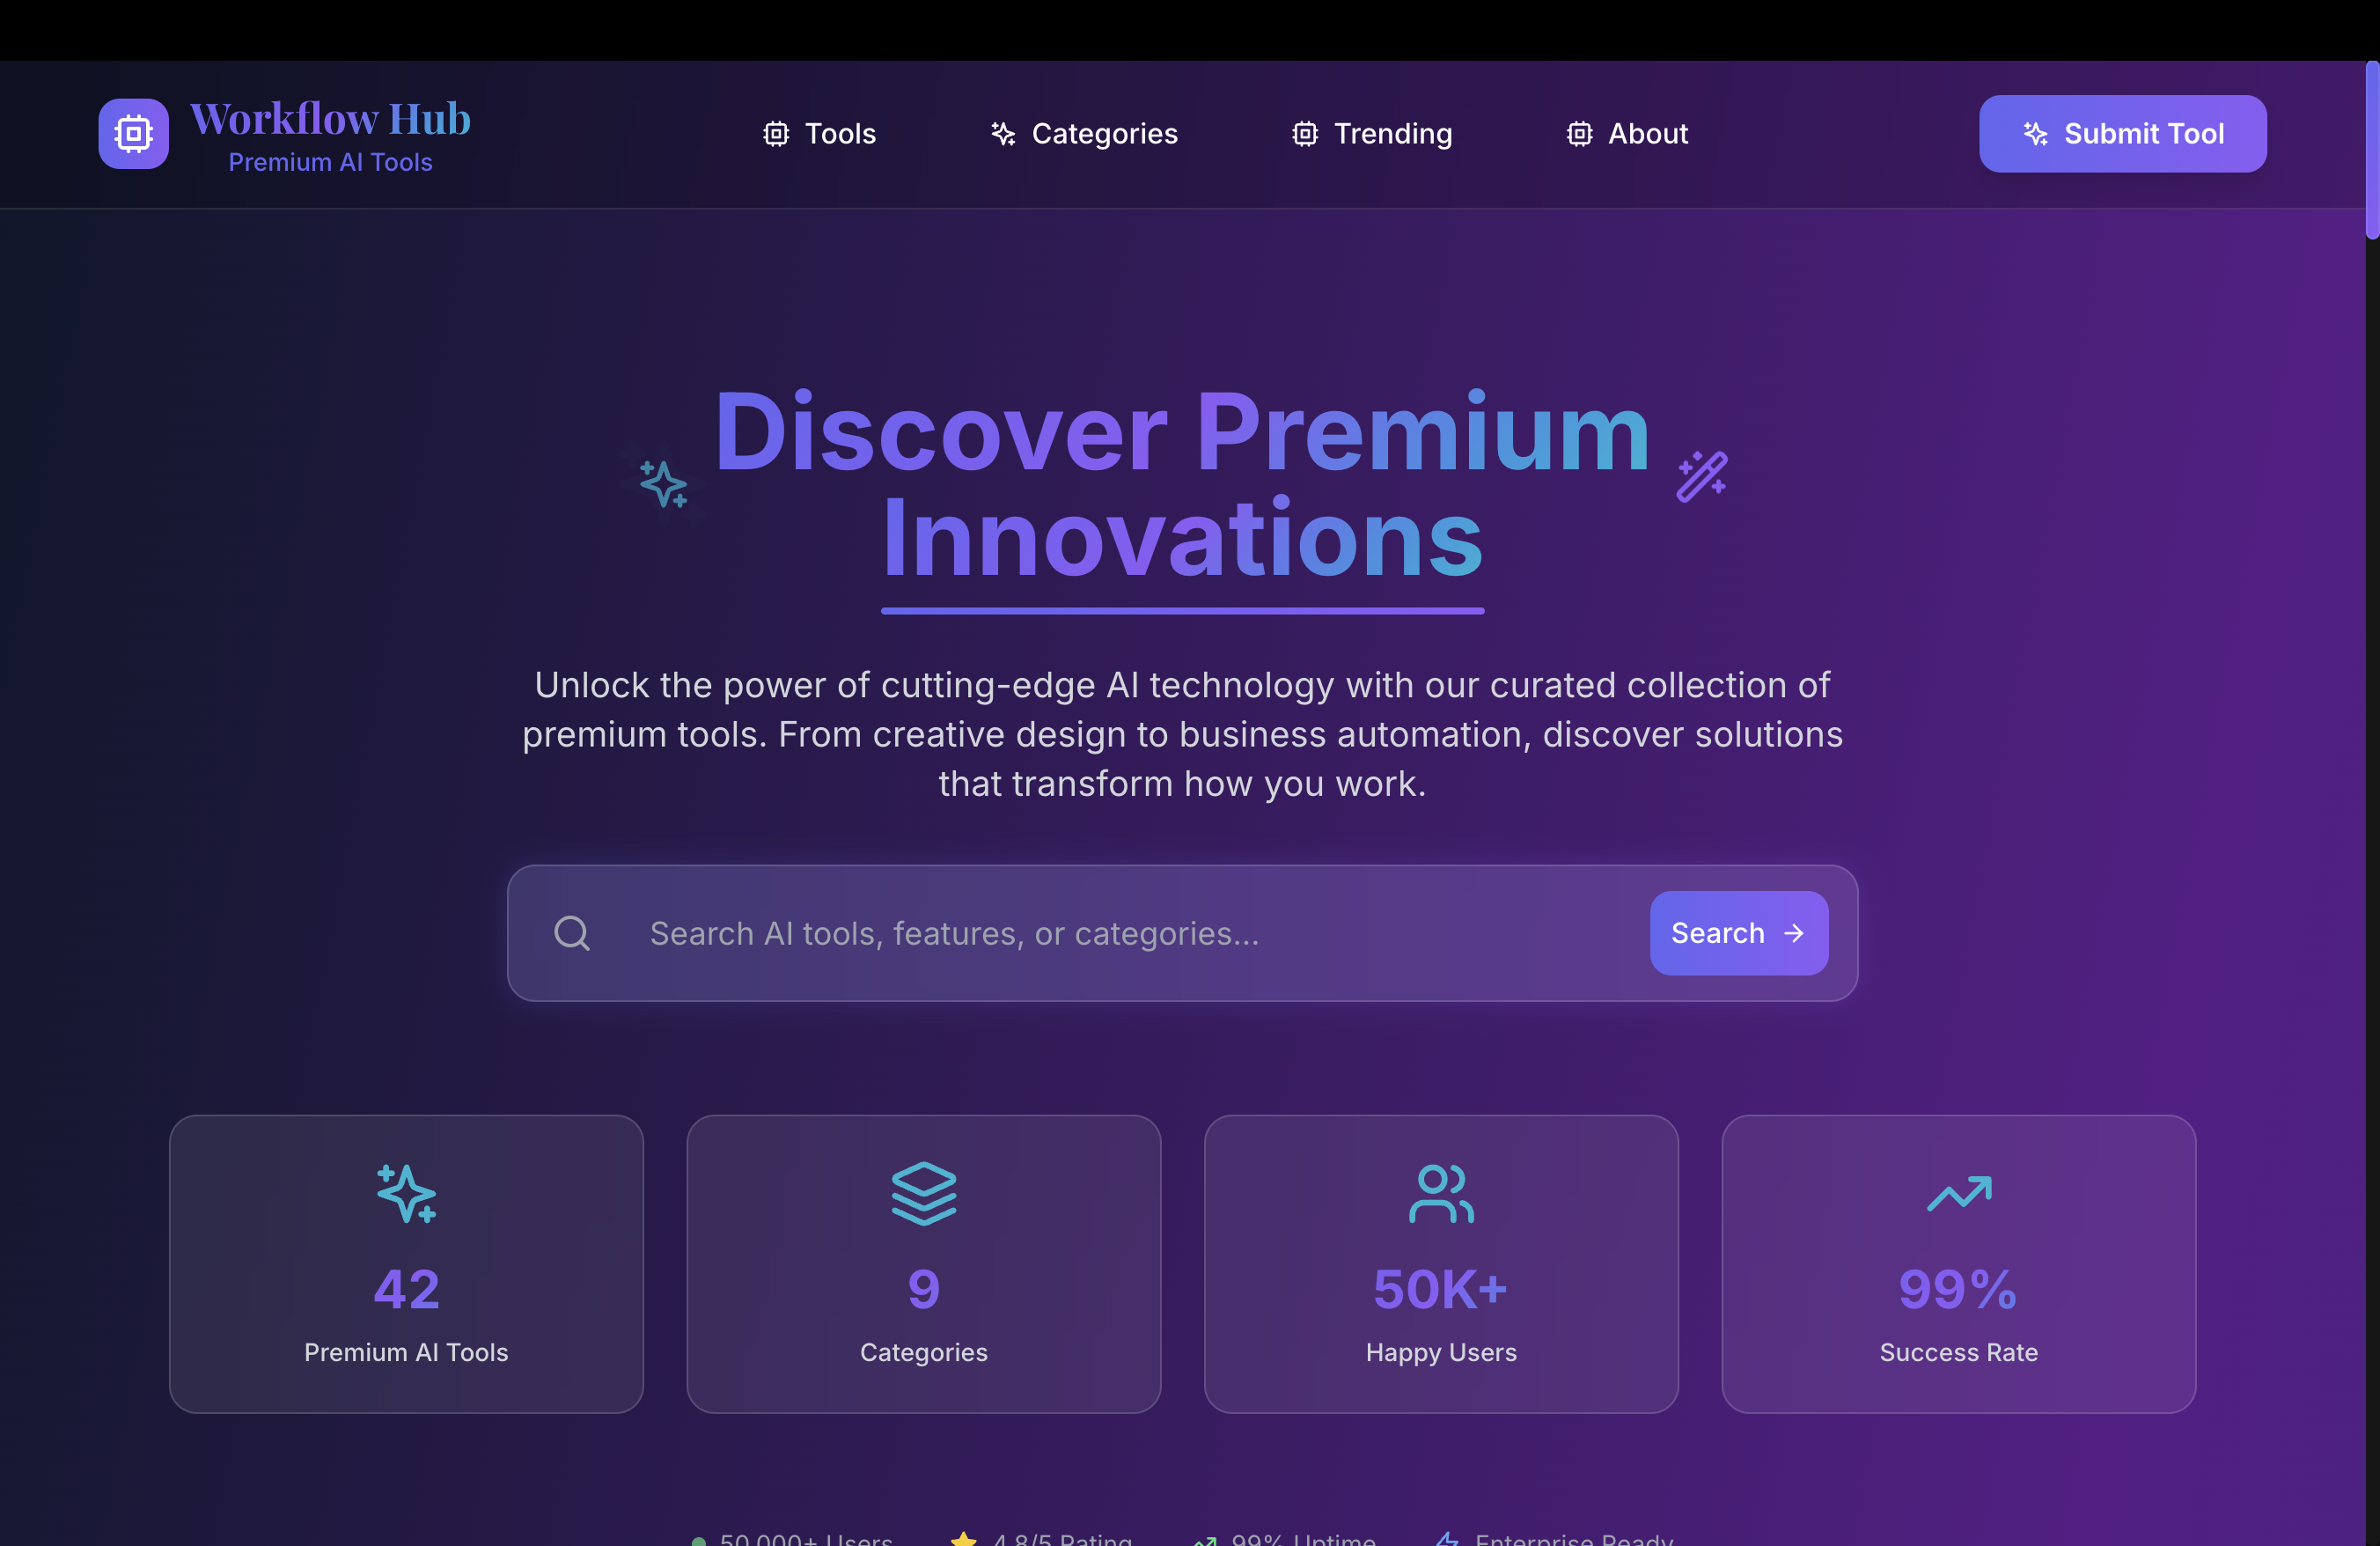 Workflow Hub
Premium AI Tools
Tools
Categories
Trending
About
Submit Tool
Discover Premium
Innovations
Unlock the power of cutting-edge AI technology with our curated collection of
premium tools. From creative design to business automation, discover solutions
that transform how you work.
Search AI tools, features, or categories...
Search
42
Premium AI Tools
9
Categories
50K+
Happy Users
99%
Success Rate
50,000+ Users
4.8/5 Rating
99% Uptime
Enterprise Ready